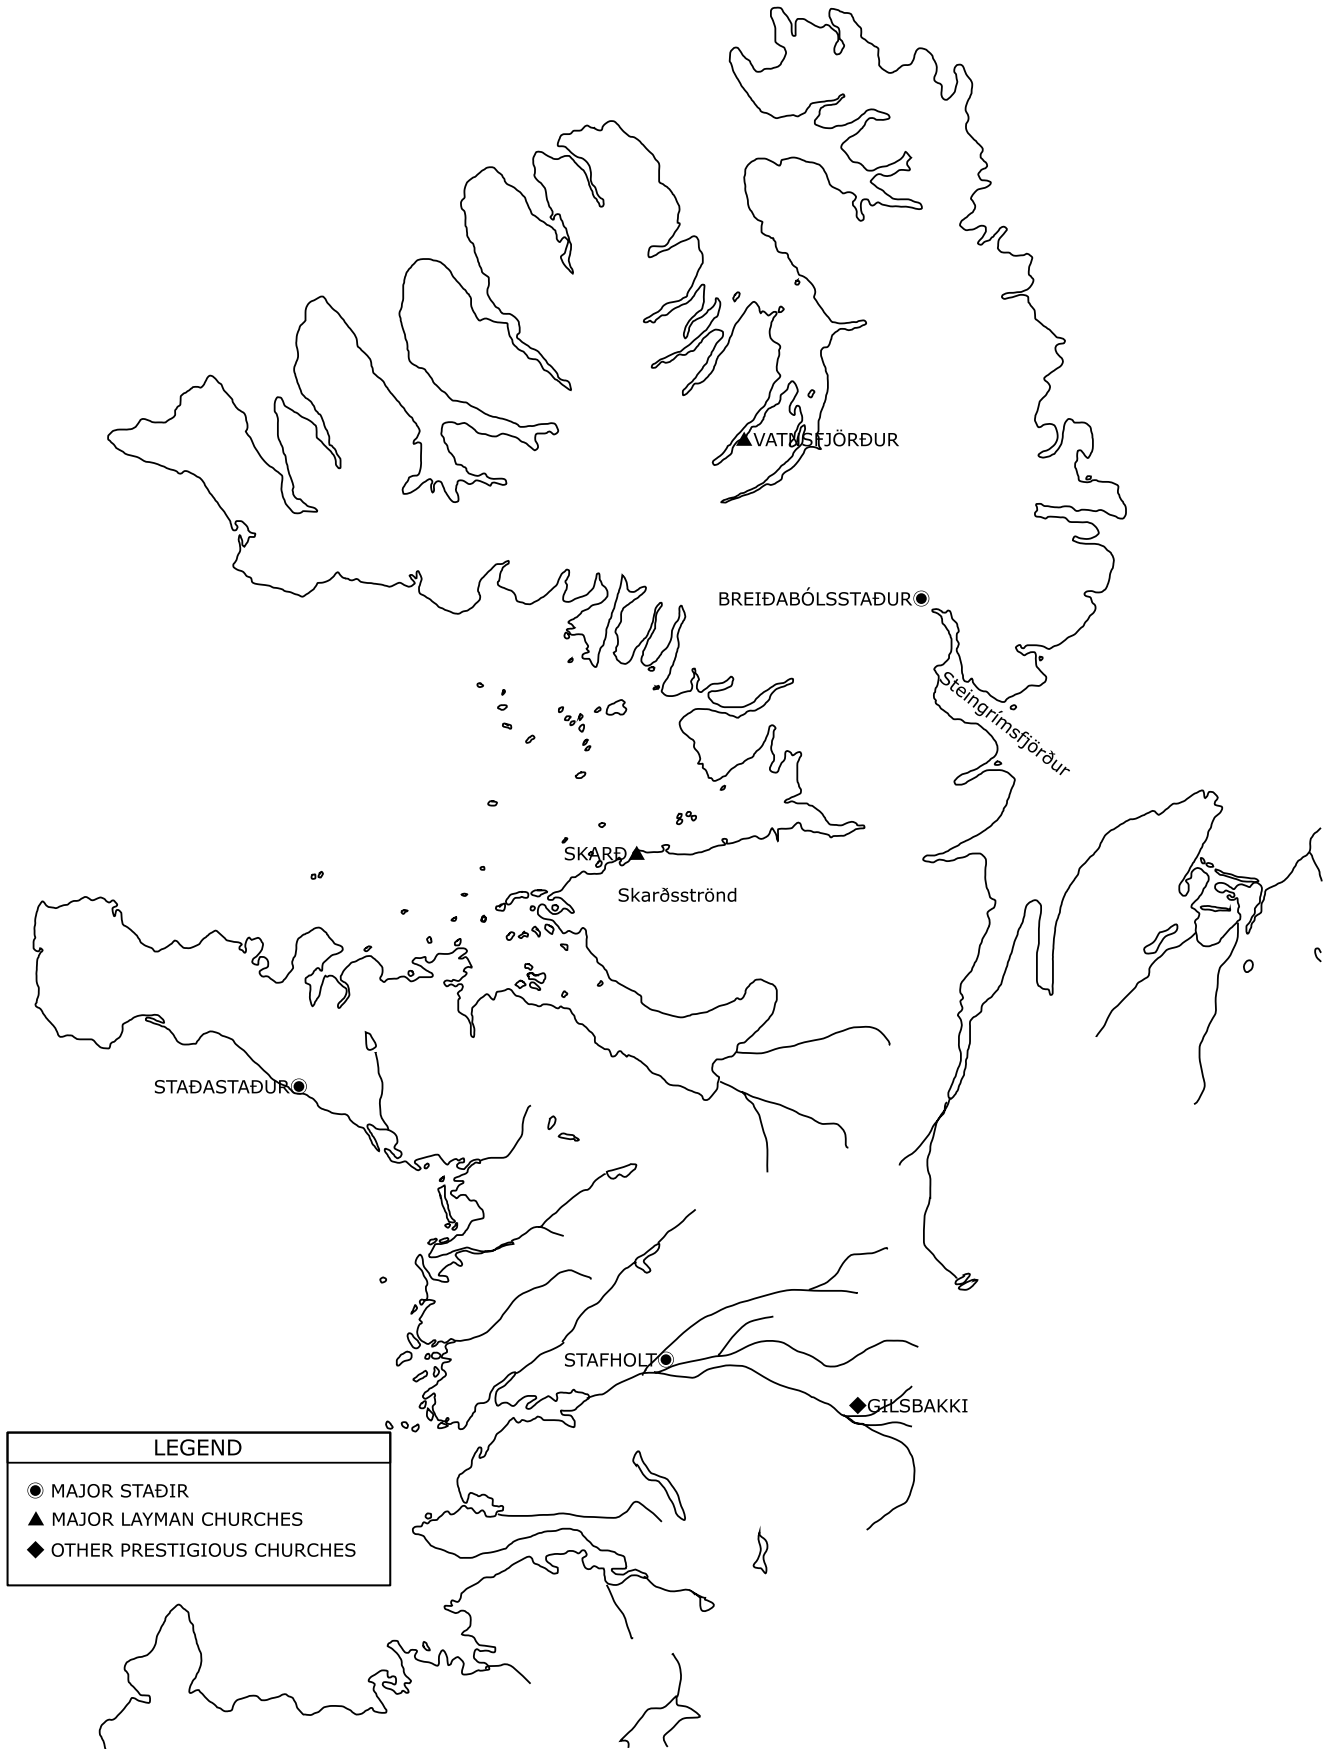 VATNSFJÖRÐUR
BREIÐABÓLSSTAÐUR
Steingrímsfjörður
SKARÐ
Skarðsströnd
STAÐASTAÐUR
STAFHOLT
GILSBAKKI
LEGEND
MAJOR STAÐIR
MAJOR LAYMAN CHURCHES
OTHER PRESTIGIOUS CHURCHES